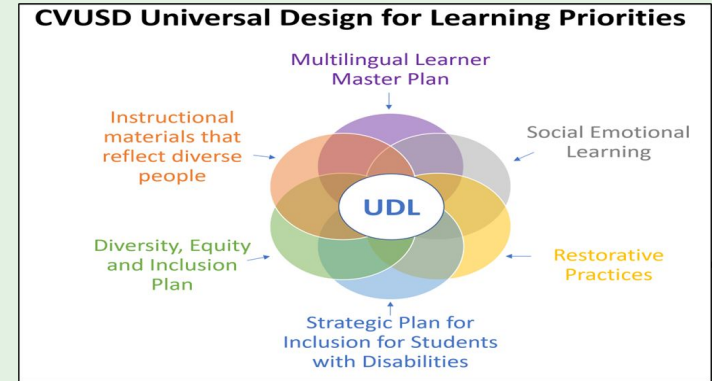 CVUSD Universal Design for Learning Priorities
Multilingual Learner
Master Plan
Instructional
materials that
reflect diverse
people
Social Emotional
Learning
UDL
Diversity, Equity
and Inclusion
Plan
Restorative
Practices
Strategic Plan for
Inclusion for Students
with Disabilities